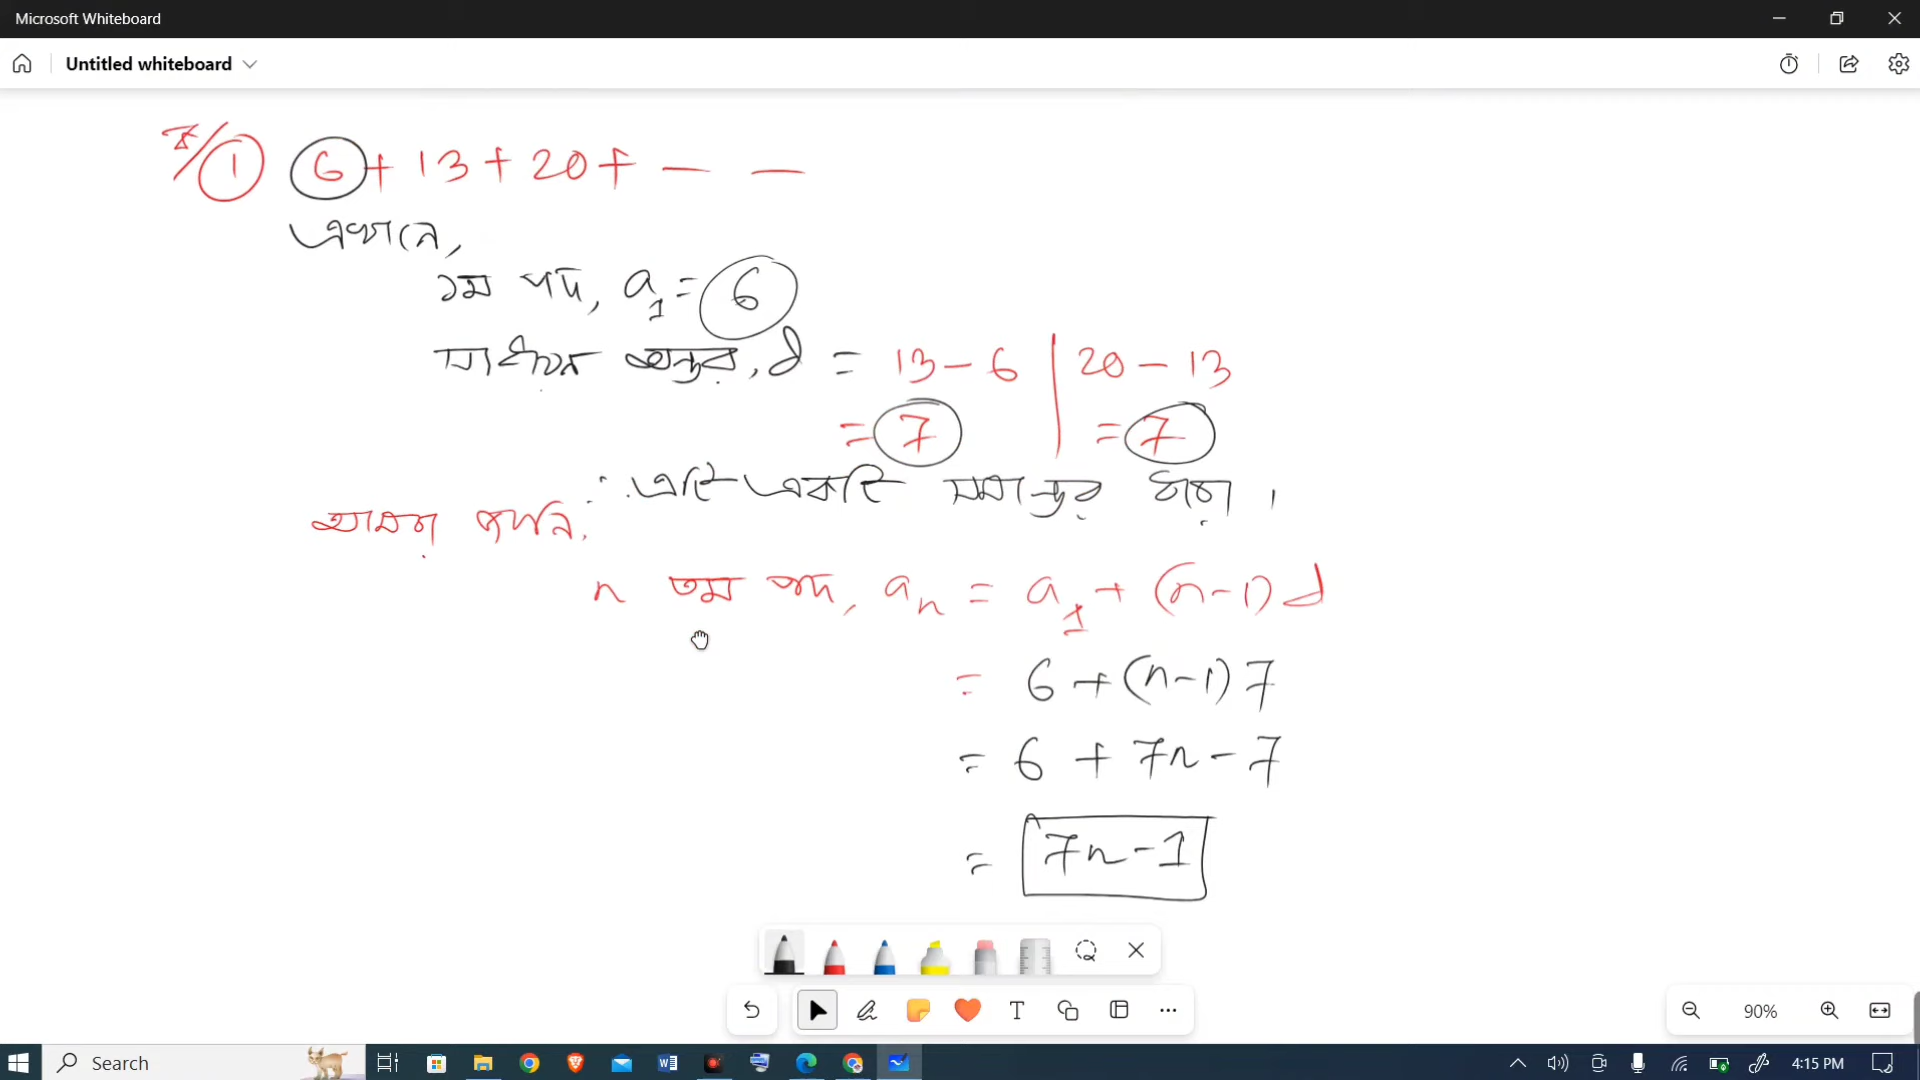 Microsoft Whiteboard
Untitled whiteboard
ক/ ① 6 + 13 + 20 + — —
এখানে,
১ম পদ, a₁ = 6
সাধারন অন্তর, d = 13 - 6 | 20 - 13
= 7 | = 7
∴ এটি একটি সমান্তর ধারা।
আমরা জানি,
n তম পদ, aₙ = a₁ + (n-1) d
= 6 + (n-1) 7
= 6 + 7n - 7
= 7n - 1
90%
Search
4:15 PM